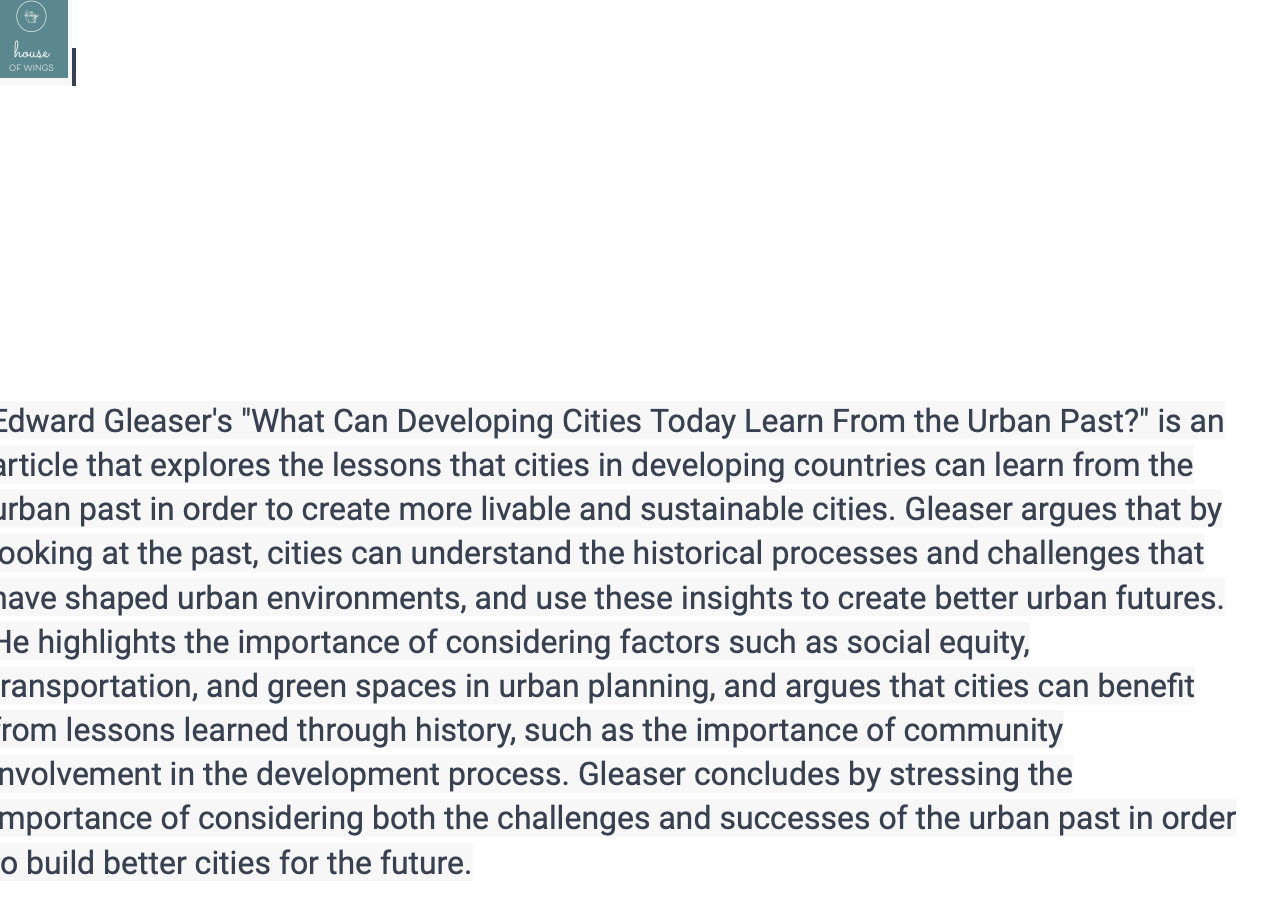 house
OF WINGS
Edward Gleaser's "What Can Developing Cities Today Learn From the Urban Past?" is an
article that explores the lessons that cities in developing countries can learn from the
urban past in order to create more livable and sustainable cities. Gleaser argues that by
looking at the past, cities can understand the historical processes and challenges that
have shaped urban environments, and use these insights to create better urban futures.
He highlights the importance of considering factors such as social equity,
transportation, and green spaces in urban planning, and argues that cities can benefit
from lessons learned through history, such as the importance of community
involvement in the development process. Gleaser concludes by stressing the
importance of considering both the challenges and successes of the urban past in order
to build better cities for the future.